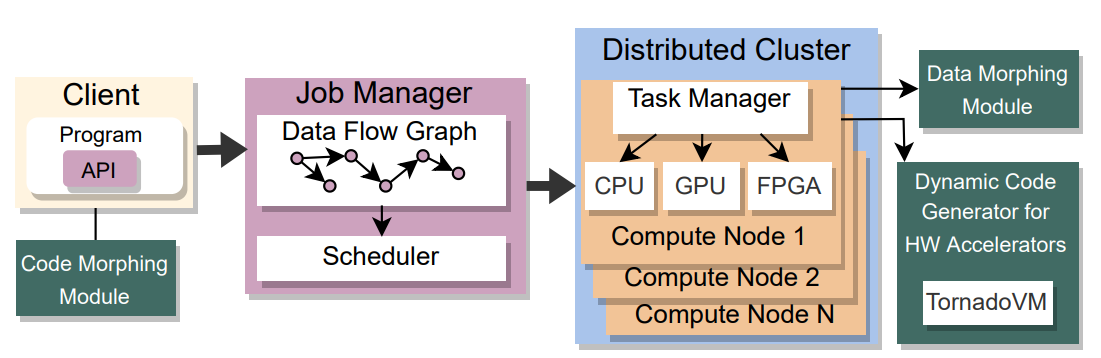 Client
Program
API
Code Morphing
Module
Job Manager
Data Flow Graph
Scheduler
Distributed Cluster
Task Manager
CPU
GPU
FPGA
Compute Node 1
Compute Node 2
Compute Node N
Data Morphing
Module
Dynamic Code
Generator for
HW Accelerators
TornadoVM